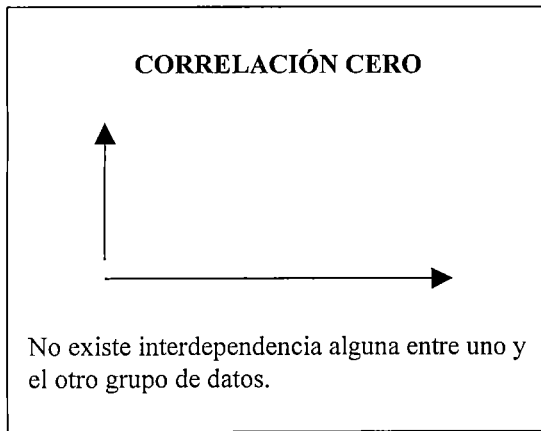 CORRELACIÓN CERO
No existe interdependencia alguna entre uno y
el otro grupo de datos.